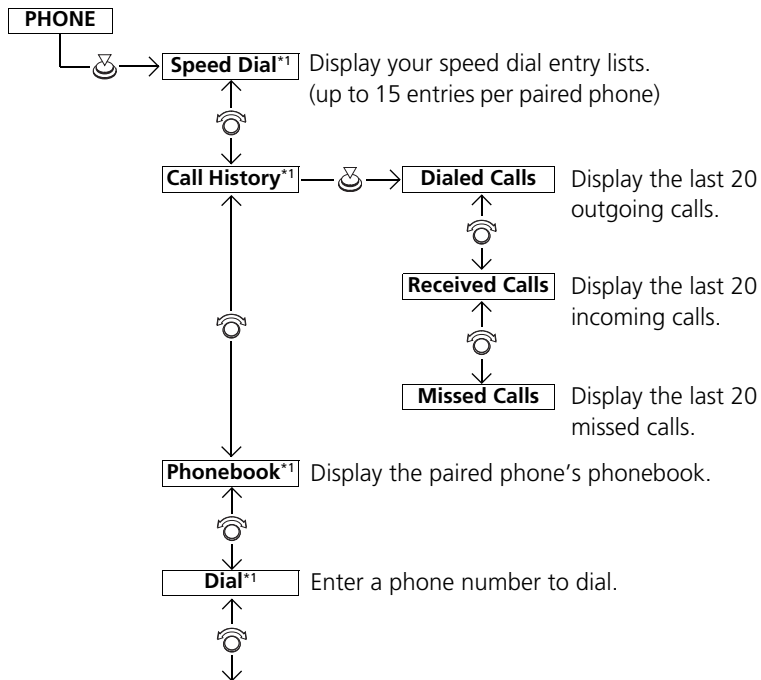 PHONE
Speed Dial*1
Display your speed dial entry lists.
(up to 15 entries per paired phone)
Call History*1
Dialed Calls
Display the last 20
outgoing calls.
Received Calls
Display the last 20
incoming calls.
Missed Calls
Display the last 20
missed calls.
Phonebook*1
Display the paired phone’s phonebook.
Dial*1
Enter a phone number to dial.